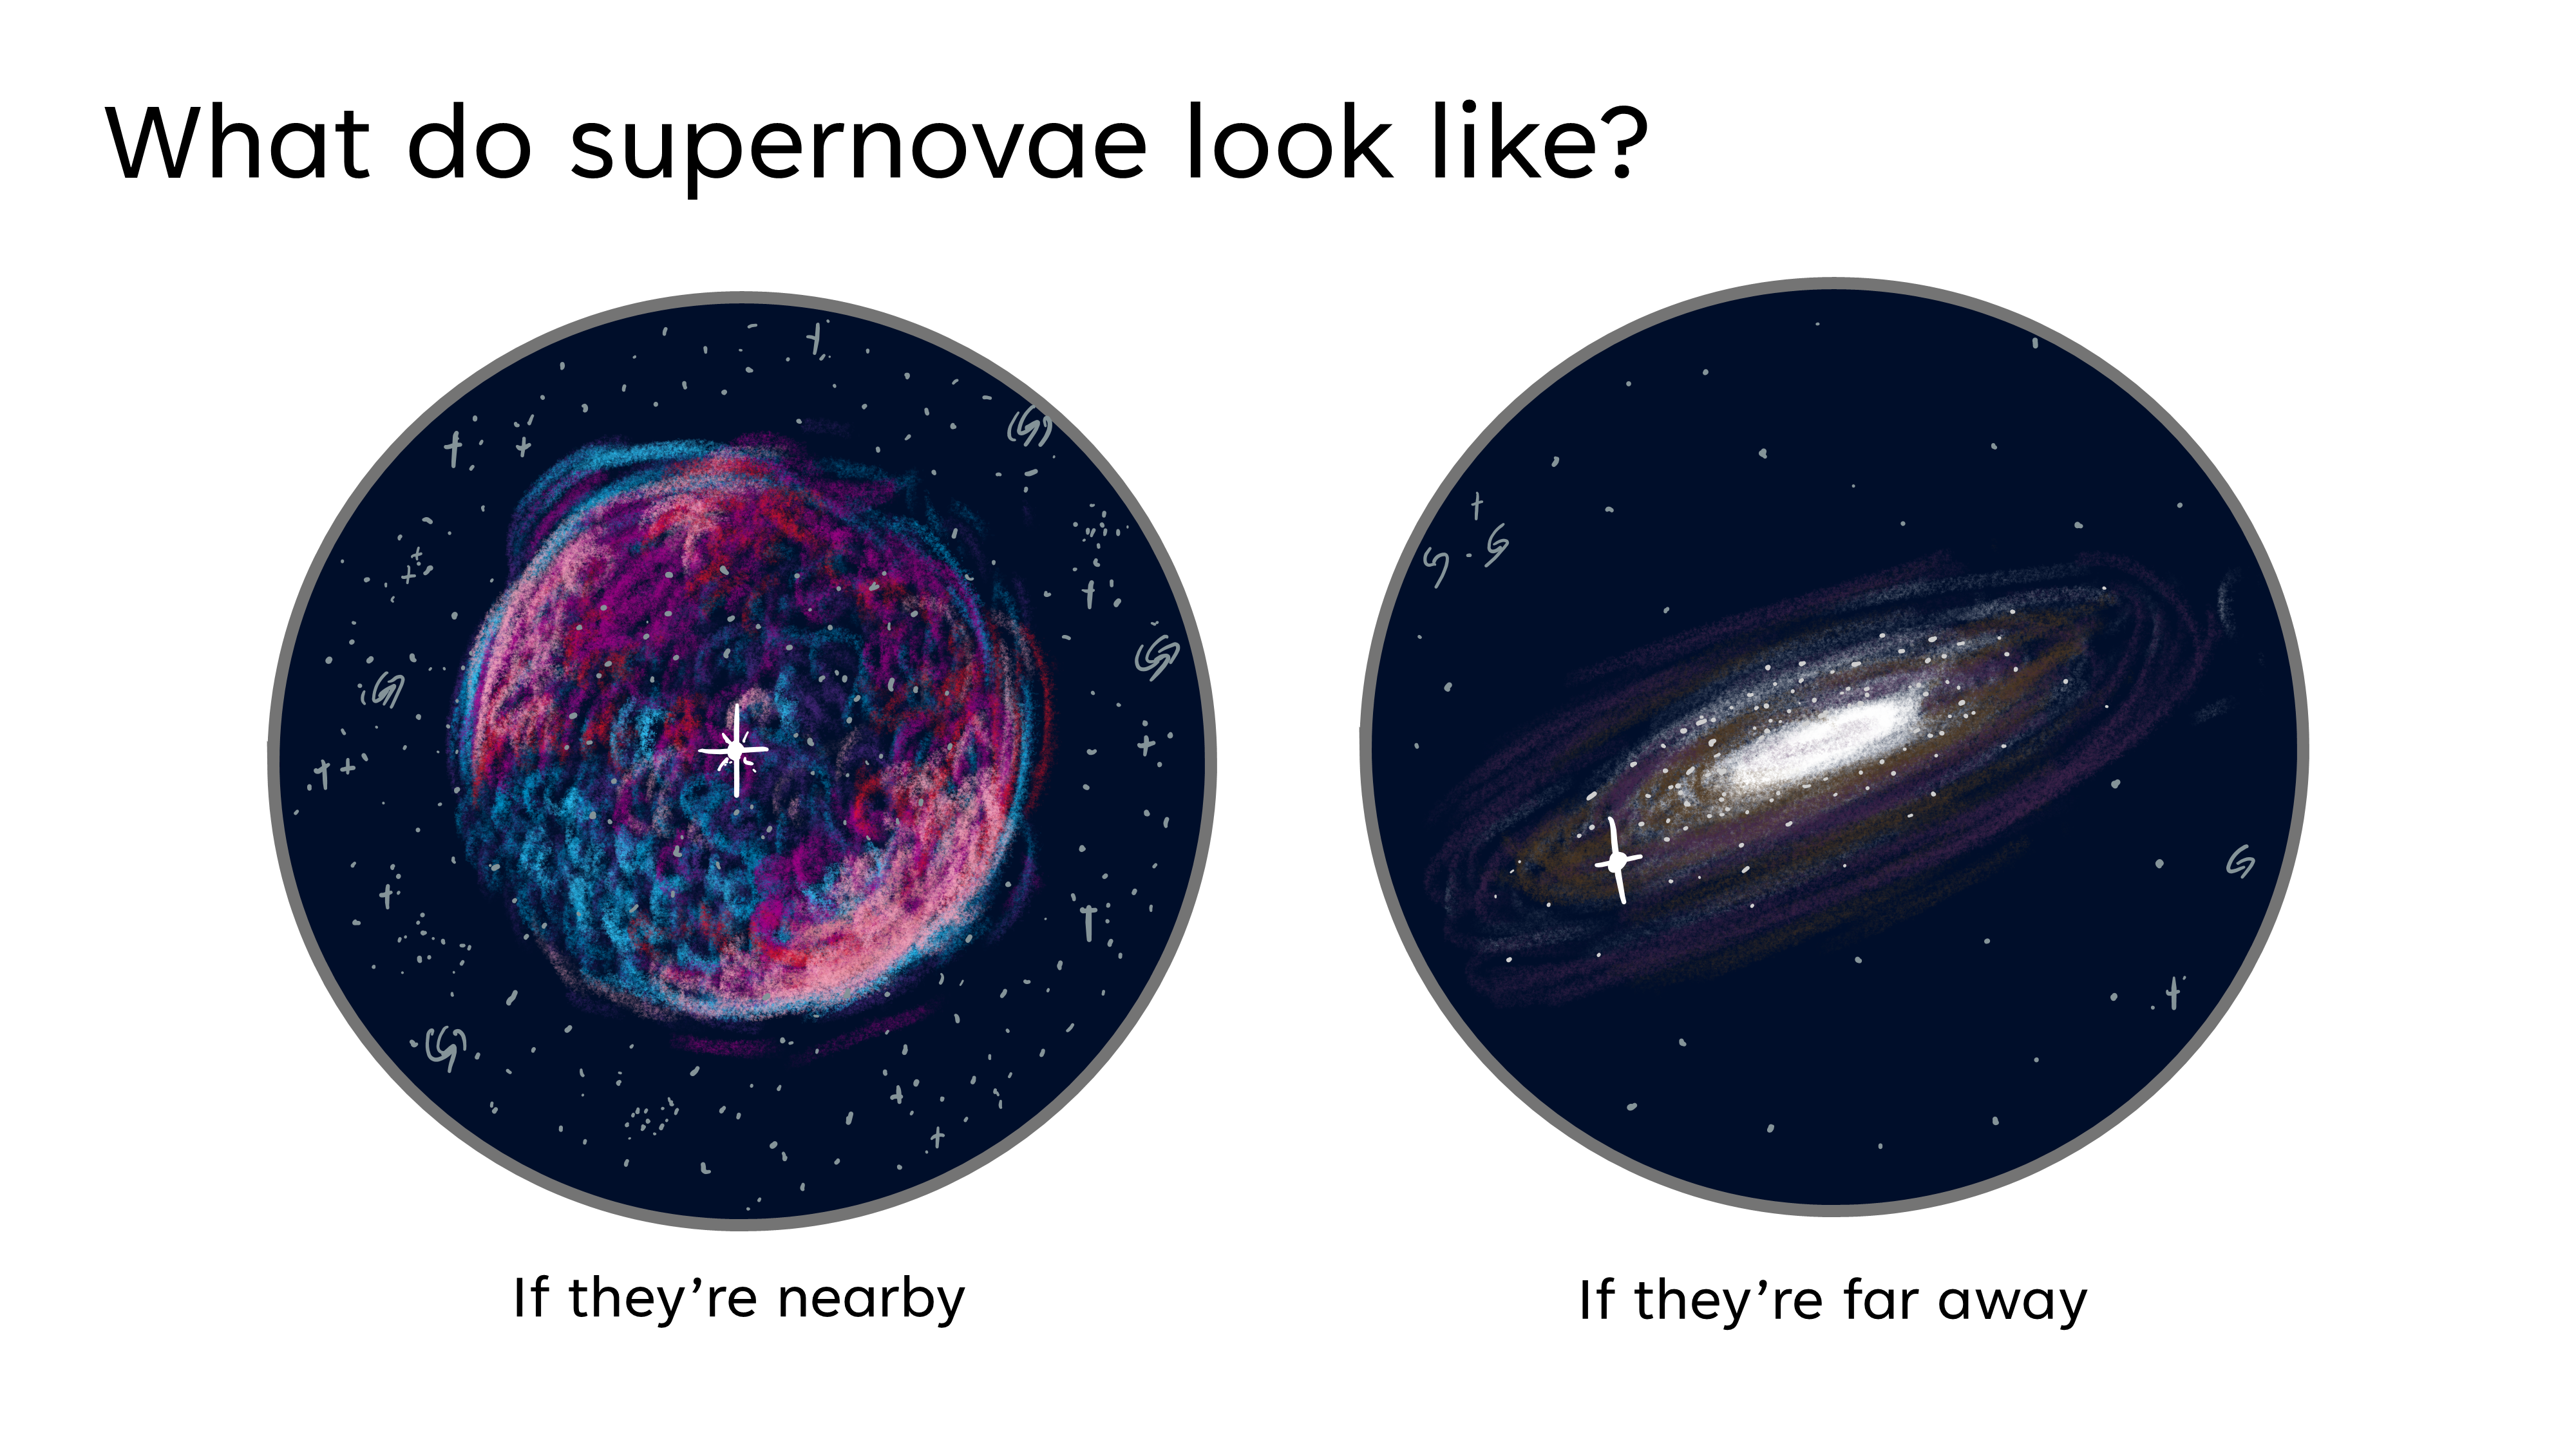 What do supernovae look like?
If they’re nearby
If they’re far away